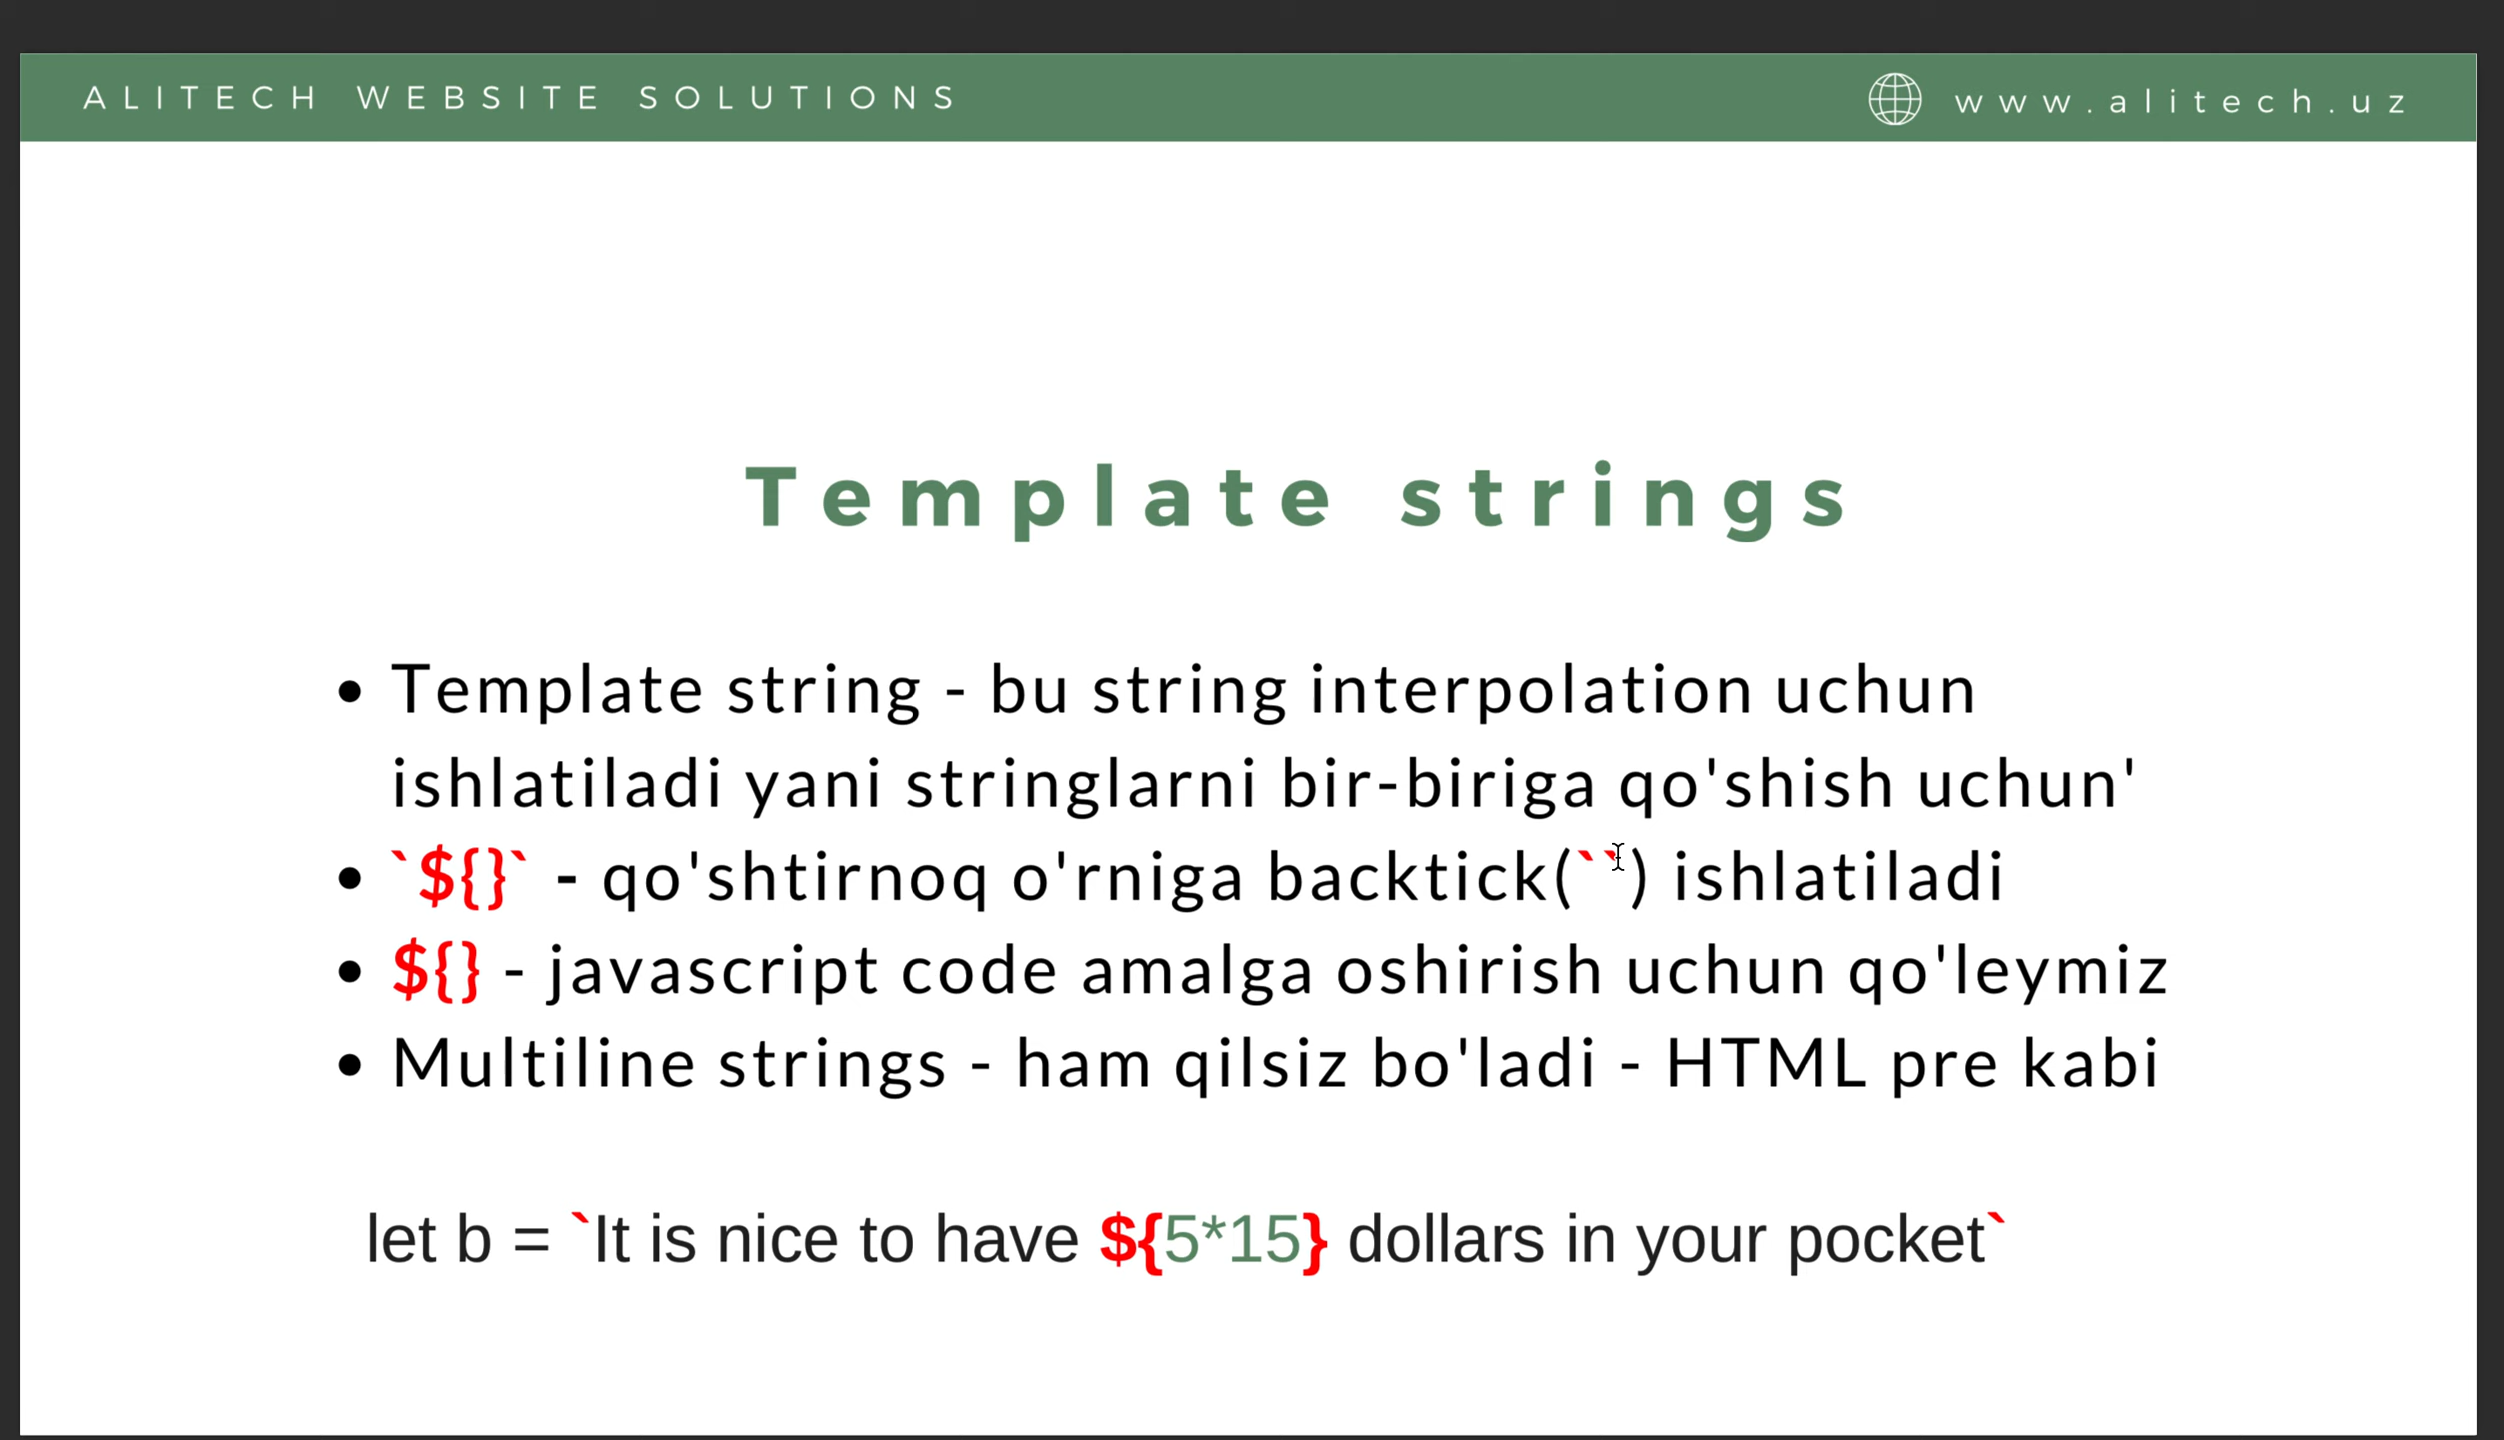 ALITECH WEBSITE SOLUTIONS
www.alitech.uz
Template strings
• Template string - bu string interpolation uchun
ishlatiladi yani stringlarni bir-biriga qo'shish uchun'
• `${}` - qo'shtirnoq o'rniga backtick(``) ishlatiladi
• ${} - javascript code amalga oshirish uchun qo'leymiz
• Multiline strings - ham qilsiz bo'ladi - HTML pre kabi
let b = `It is nice to have ${5*15} dollars in your pocket`